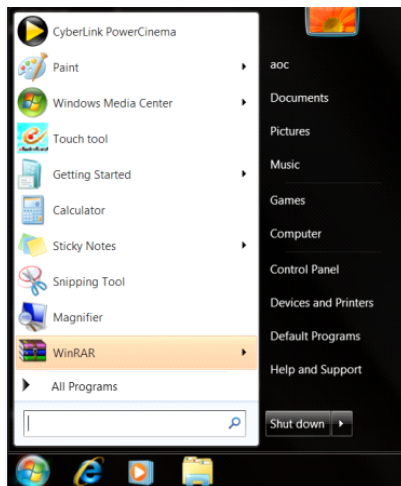 CyberLink PowerCinema
Paint
Windows Media Center
Touch tool
Getting Started
Calculator
Sticky Notes
Snipping Tool
Magnifier
WinRAR
All Programs
aoc
Documents
Pictures
Music
Games
Computer
Control Panel
Devices and Printers
Default Programs
Help and Support
Shut down